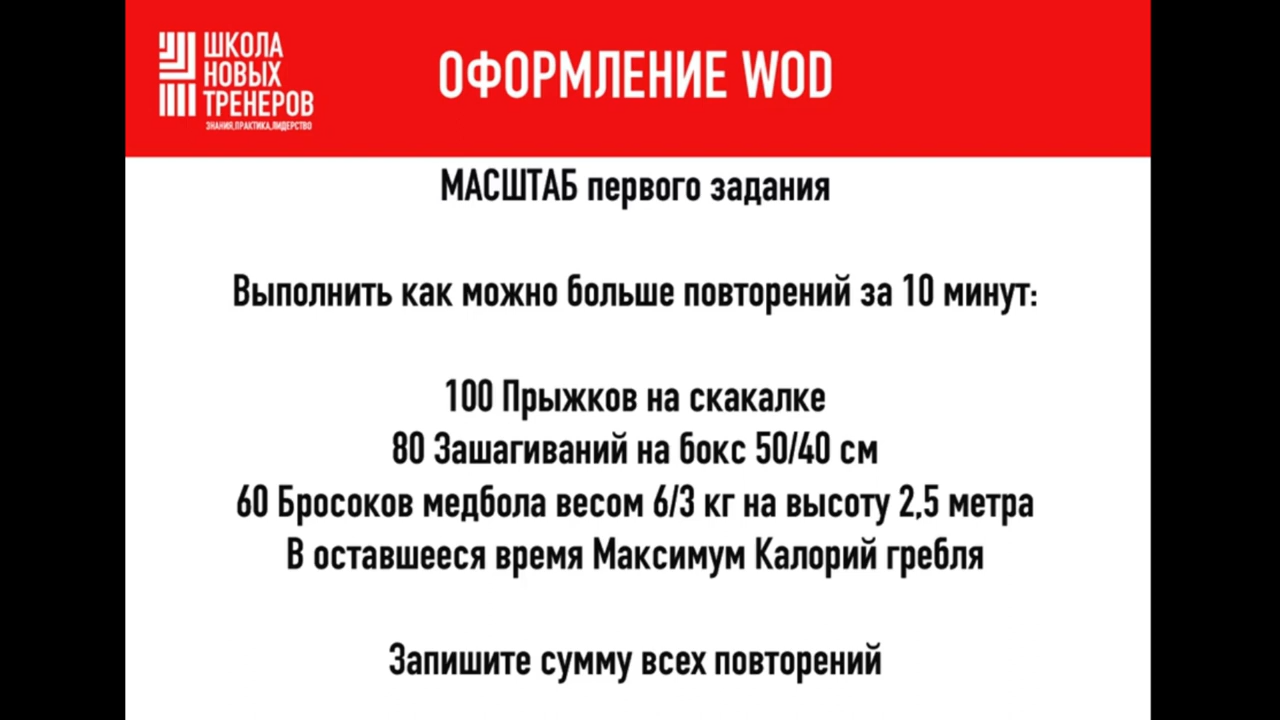 ШКОЛА
НОВЫХ
ТРЕНЕРОВ
ЗНАНИЯ,ПРАКТИКА,ЛИДЕРСТВО
ОФОРМЛЕНИЕ WOD
МАСШТАБ первого задания
Выполнить как можно больше повторений за 10 минут:
100 Прыжков на скакалке
80 Зашагиваний на бокс 50/40 см
60 Бросоков медбола весом 6/3 кг на высоту 2,5 метра
В оставшееся время Максимум Калорий гребля
Запишите сумму всех повторений